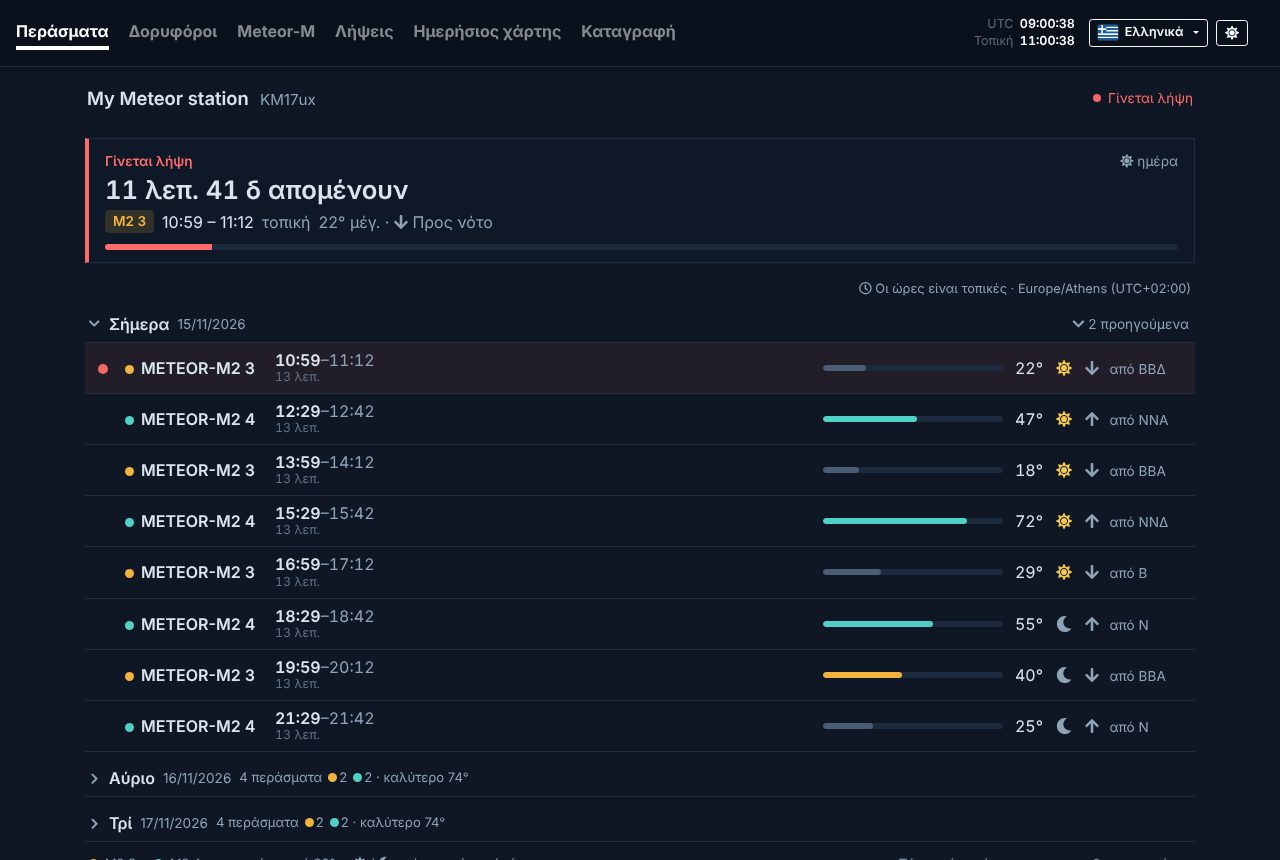 Περάσματα Δορυφόροι Meteor-M Λήψεις Ημερήσιος χάρτης Καταγραφή
UTC 09:00:38
Τοπική 11:00:38
Ελληνικά
My Meteor station KM17ux
Γίνεται λήψη
Γίνεται λήψη
ημέρα
11 λεπ. 41 δ απομένουν
M2 3 10:59 – 11:12 τοπική 22° μέγ. · Προς νότο
Οι ώρες είναι τοπικές · Europe/Athens (UTC+02:00)
Σήμερα 15/11/2026
2 προηγούμενα
METEOR-M2 3 10:59–11:12 22° από ΒΒΔ
13 λεπ.
METEOR-M2 4 12:29–12:42 47° από ΝΝΑ
13 λεπ.
METEOR-M2 3 13:59–14:12 18° από ΒΒΑ
13 λεπ.
METEOR-M2 4 15:29–15:42 72° από ΝΝΔ
13 λεπ.
METEOR-M2 3 16:59–17:12 29° από Β
13 λεπ.
METEOR-M2 4 18:29–18:42 55° από Ν
13 λεπ.
METEOR-M2 3 19:59–20:12 40° από ΒΒΑ
13 λεπ.
METEOR-M2 4 21:29–21:42 25° από Ν
13 λεπ.
Αύριο 16/11/2026 4 περάσματα 2 2 · καλύτερο 74°
Τρί 17/11/2026 4 περάσματα 2 2 · καλύτερο 74°